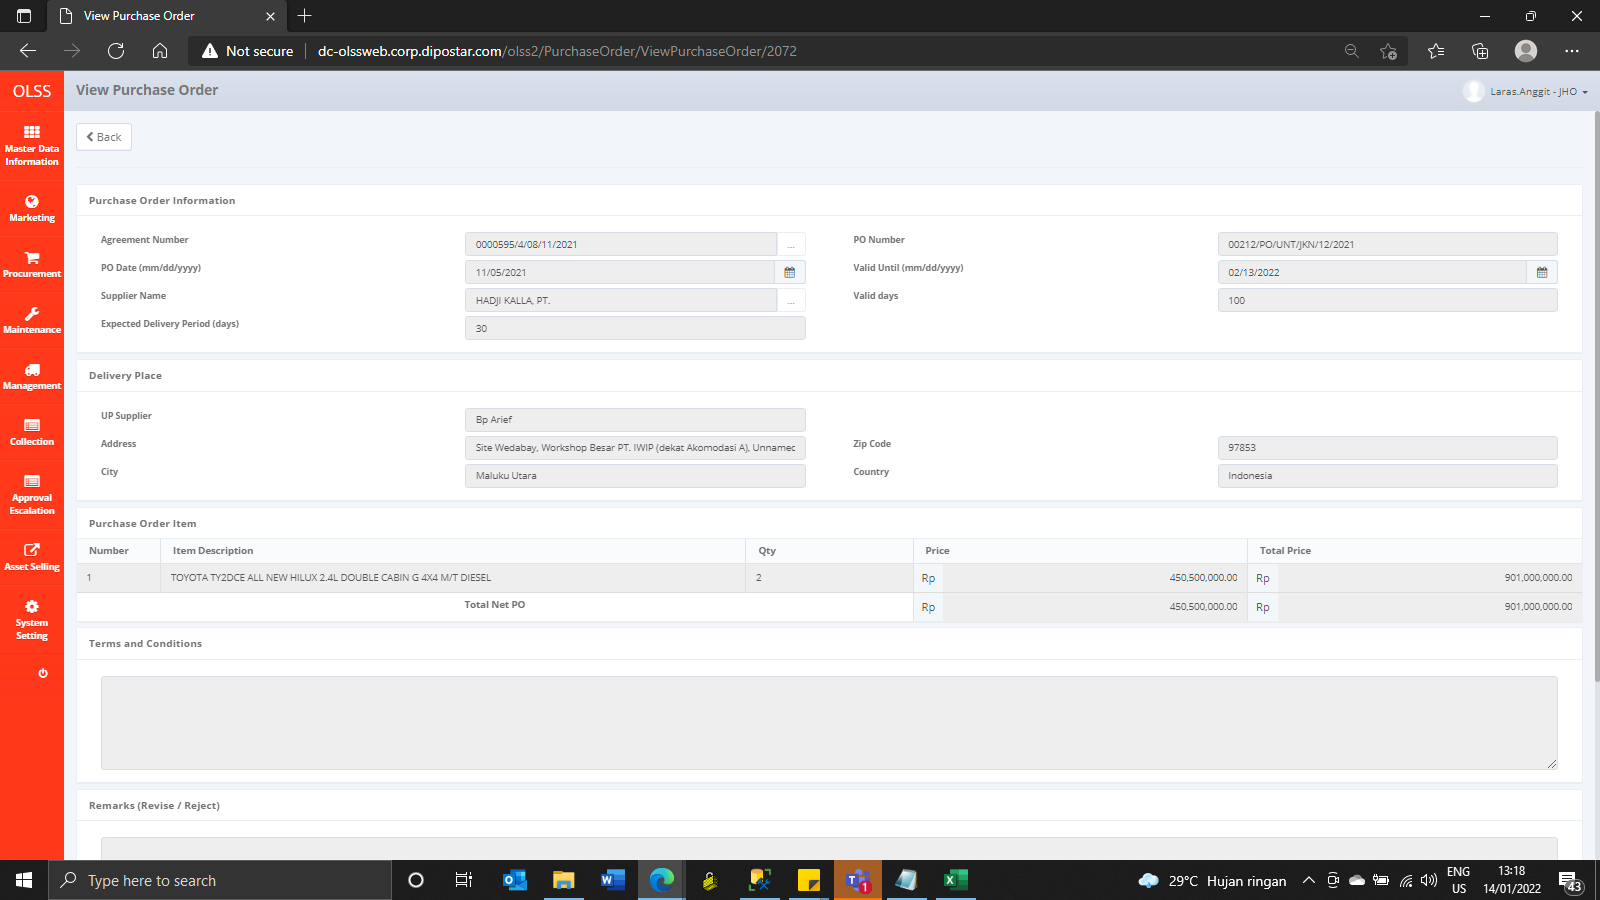 View Purchase Order
Not secure
dc-olssweb.corp.dipostar.com/olss2/PurchaseOrder/ViewPurchaseOrder/2072
OLSS
View Purchase Order
Laras.Anggit - JHO
Back
Master Data
Information
Marketing
Procurement
Maintenance
Management
Collection
Approval
Escalation
Asset Selling
System
Setting
Purchase Order Information
Agreement Number
0000595/4/08/11/2021
...
PO Number
00212/PO/UNT/JKN/12/2021
PO Date (mm/dd/yyyy)
11/05/2021
Valid Until (mm/dd/yyyy)
02/13/2022
Supplier Name
HADJI KALLA, PT.
...
Valid days
100
Expected Delivery Period (days)
30
Delivery Place
UP Supplier
Bp Arief
Address
Site Wedabay, Workshop Besar PT. IWIP (dekat Akomodasi A), Unnamec
Zip Code
97853
City
Maluku Utara
Country
Indonesia
Purchase Order Item
Number Item Description Qty Price Total Price
1 TOYOTA TY2DCE ALL NEW HILUX 2.4L DOUBLE CABIN G 4X4 M/T DIESEL 2 Rp 450,500,000.00 Rp 901,000,000.00
Total Net PO Rp 450,500,000.00 Rp 901,000,000.00
Terms and Conditions
Remarks (Revise / Reject)
Type here to search
1
29°C Hujan ringan
ENG
US
13:18
14/01/2022
43